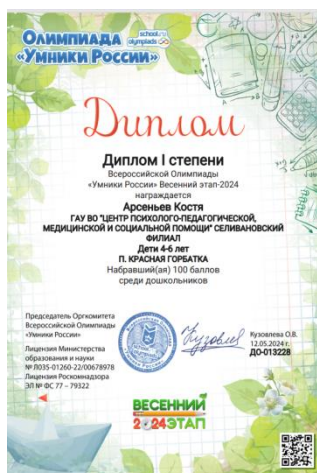 Олимпиада
school.ru
olympiads
«Умники России»
Диплом
Диплом I степени
Всероссийской Олимпиады
«Умники России» Весенний этап-2024
награждается
Арсеньев Костя
ГАУ ВО "ЦЕНТР ПСИХОЛОГО-ПЕДАГОГИЧЕСКОЙ,
МЕДИЦИНСКОЙ И СОЦИАЛЬНОЙ ПОМОЩИ" СЕЛИВАНОВСКИЙ
ФИЛИАЛ
Дети 4-6 лет
П. КРАСНАЯ ГОРБАТКА
Набравший(ая) 100 баллов
среди дошкольников
Председатель Оргкомитета
Всероссийской Олимпиады
«Умники России»
Лицензия Министерства
образования и науки
№ Л035-01260-22/00678978
Лицензия Роскомнадзора
ЭЛ № ФС 77 – 79322
Кузовлева О.В.
12.05.2024 г.
ДО-013228
ВЕСЕННИЙ
2024ЭТАП